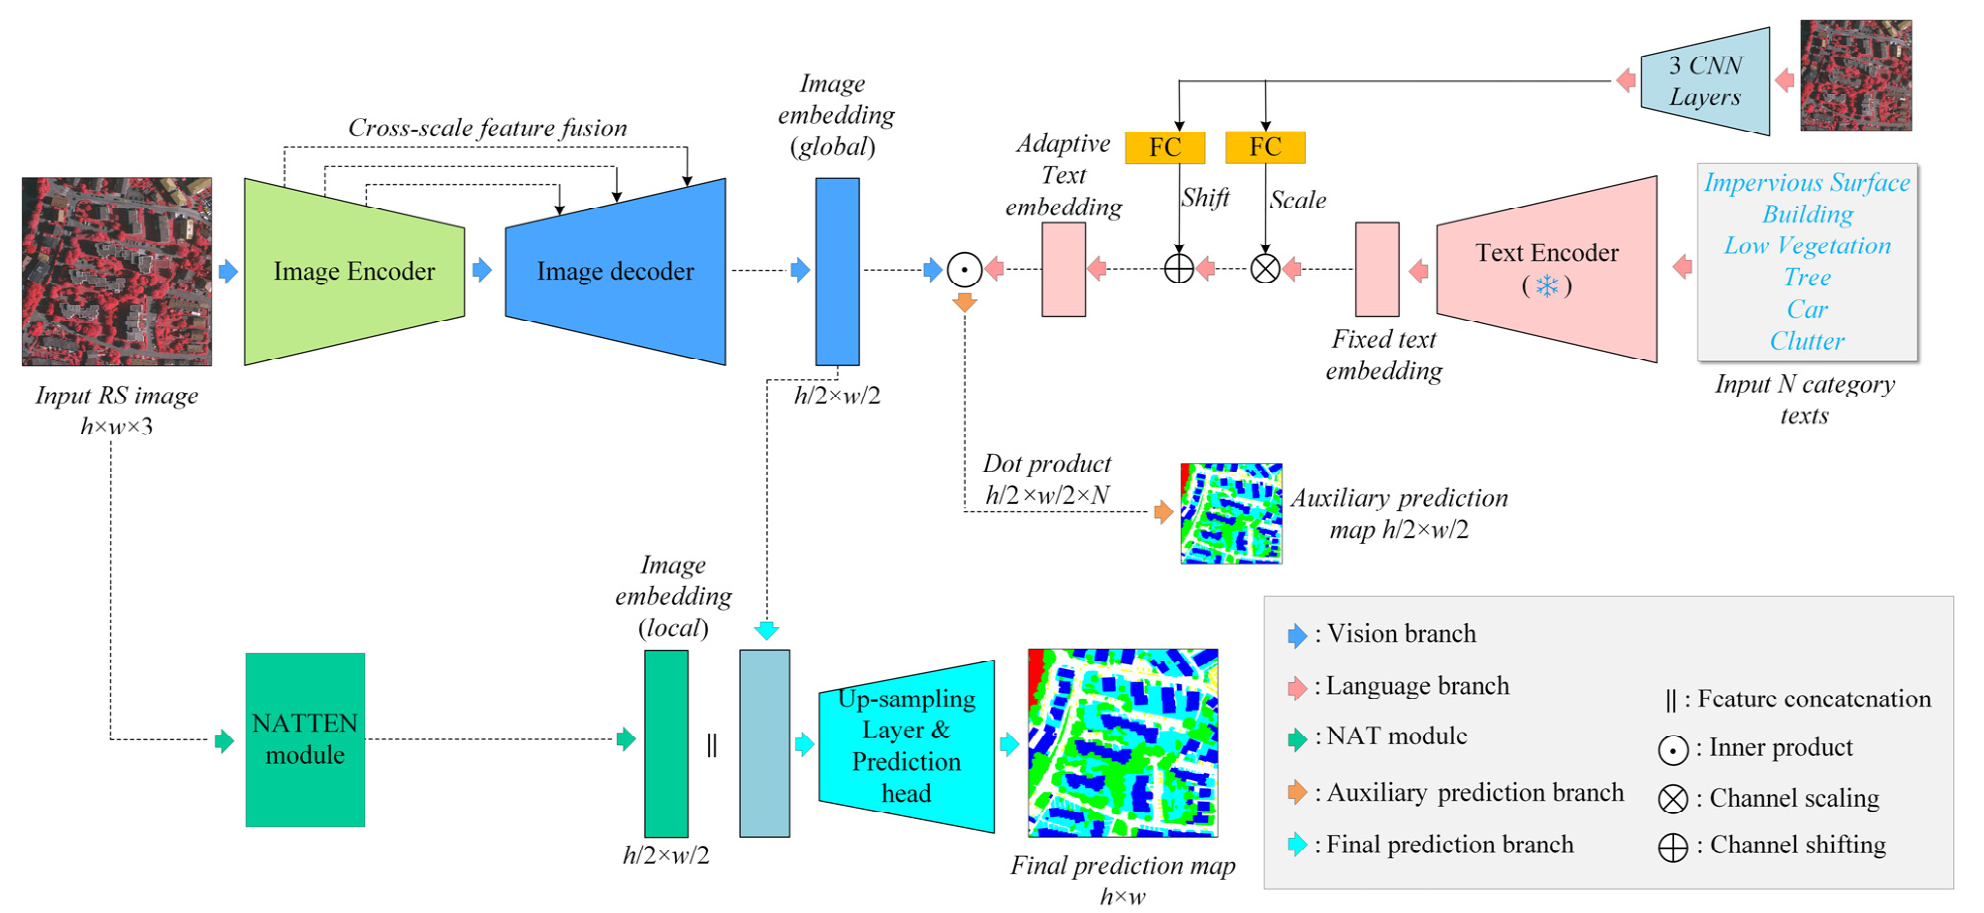 3 CNN
Layers
Image
embedding
(global)
Cross-scale feature fusion
Adaptive
Text
embedding
FC
FC
Shift
Scale
Impervious Surface
Building
Low Vegetation
Tree
Car
Clutter
Image Encoder
Image decoder
Text Encoder
(❄)
Input RS image
h×w×3
h/2×w/2
Fixed text
embedding
Input N category
texts
Dot product
h/2×w/2×N
Auxiliary prediction
map h/2×w/2
Image
embedding
(local)
NATTEN
module
||
Up-sampling
Layer &
Prediction
head
h/2×w/2
Final prediction map
h×w
: Vision branch
: Language branch
: NAT module
: Auxiliary prediction branch
: Final prediction branch
|| : Feature concatenation
: Inner product
: Channel scaling
: Channel shifting